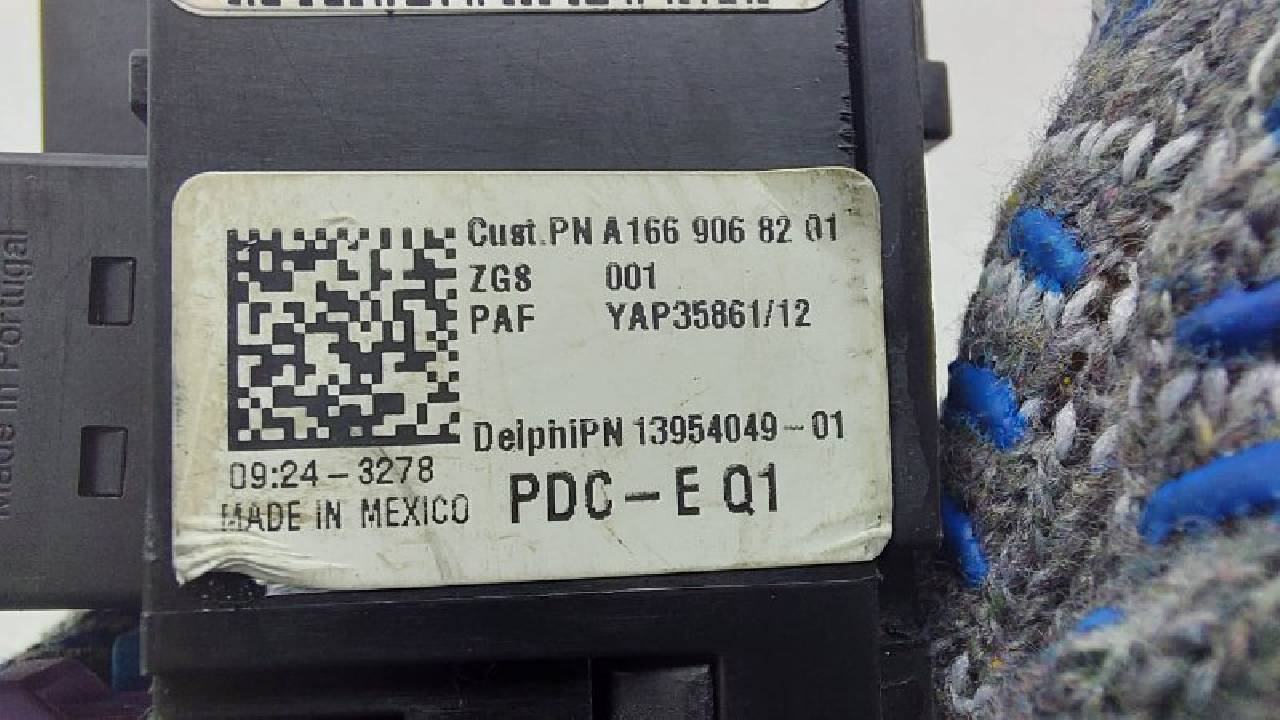 Cust.PN A166 906 82 01
ZGS 001
PAF YAP35861/12
DelphiPN 13954049-01
09:24-3278
MADE IN MEXICO
PDC-E Q1
Made in Portugal